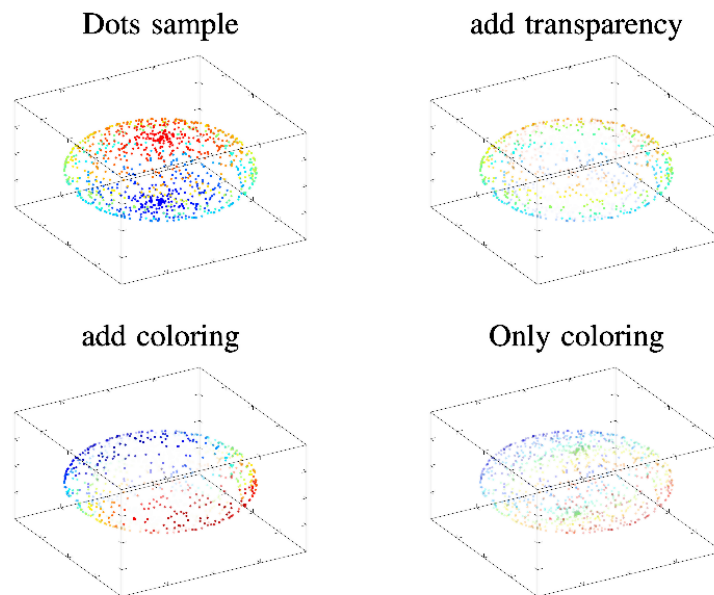 Dots sample
add transparency
add coloring
Only coloring